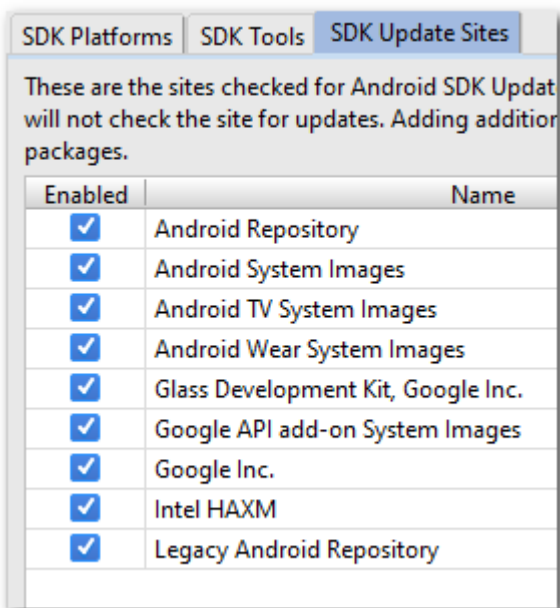 SDK Platforms SDK Tools SDK Update Sites
These are the sites checked for Android SDK Updat
will not check the site for updates. Adding addition
packages.
Enabled Name
Android Repository
Android System Images
Android TV System Images
Android Wear System Images
Glass Development Kit, Google Inc.
Google API add-on System Images
Google Inc.
Intel HAXM
Legacy Android Repository